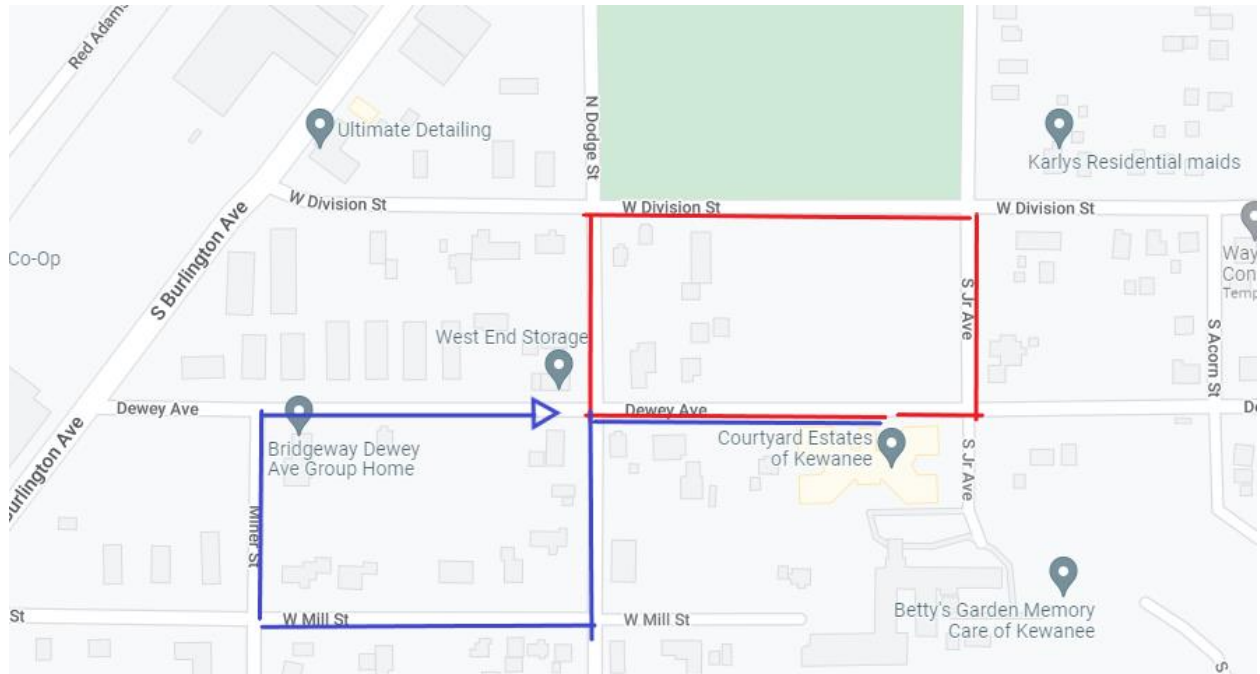 Red Adams
Ultimate Detailing
N Dodge St
Karlys Residential maids
W Division St
W Division St
W Division St
Co-Op
S Burlington Ave
S Jr Ave
Way
Con
Temp
S Acorn St
West End Storage
Dewey Ave
Dewey Ave
De
Bridgeway Dewey
Ave Group Home
Courtyard Estates
of Kewanee
S Jr Ave
Burlington Ave
Miner St
St
W Mill St
W Mill St
Betty's Garden Memory
Care of Kewanee
S